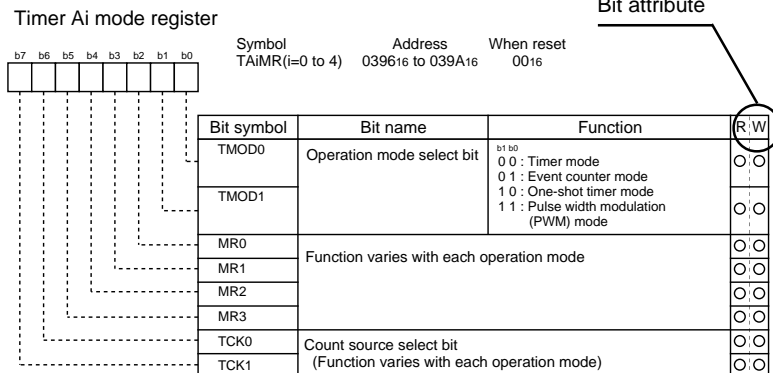 Bit attribute
Timer Ai mode register
Symbol Address When reset
TAiMR(i=0 to 4) 039616 to 039A16 0016
b7 b6 b5 b4 b3 b2 b1 b0
Bit symbol Bit name Function R W
TMOD0 Operation mode select bit
b1 b0
0 0 : Timer mode
0 1 : Event counter mode
1 0 : One-shot timer mode
TMOD1
1 1 : Pulse width modulation
(PWM) mode
MR0
Function varies with each operation mode
MR1
MR2
MR3
TCK0 Count source select bit
TCK1 (Function varies with each operation mode)